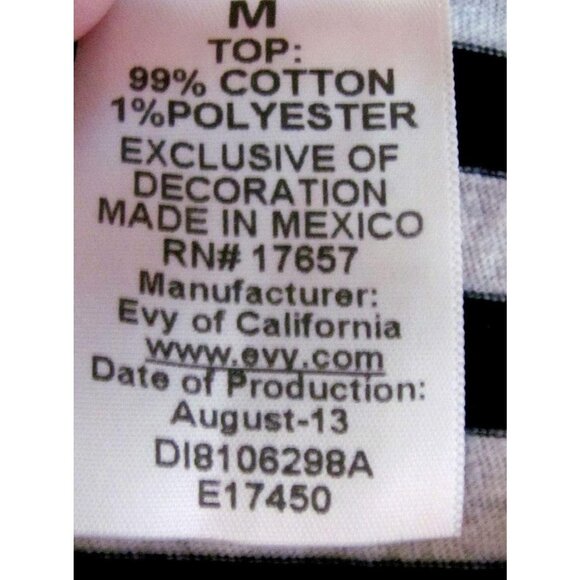 M
TOP:
99% COTTON
1%POLYESTER
EXCLUSIVE OF
DECORATION
MADE IN MEXICO
RN# 17657
Manufacturer:
Evy of California
www.evy.com
Date of Production:
August-13
DI8106298A
E17450